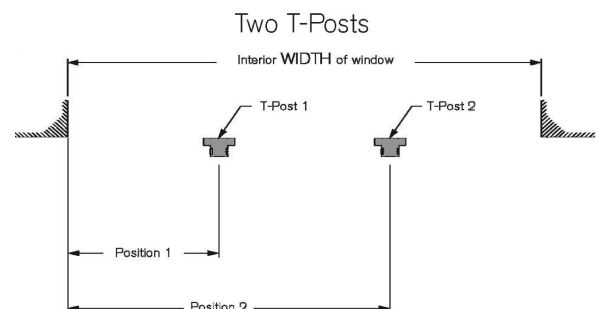 Two T-Posts
Interior WIDTH of window
T-Post 1
T-Post 2
Position 1
Position 2